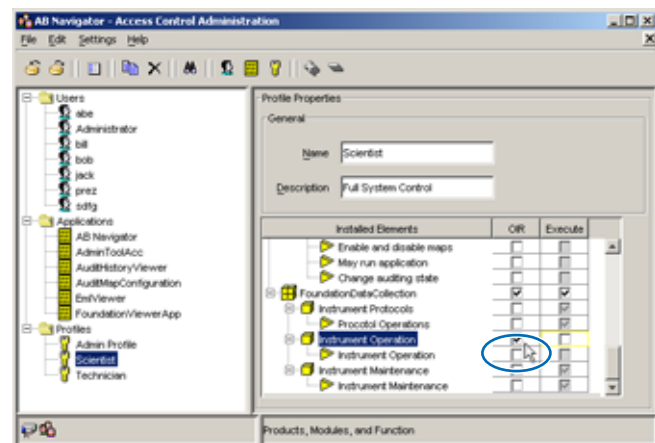 AB Navigator - Access Control Administration
File Edit Settings Help
Users
abe
Administrator
bill
bob
jack
prez
sdfg
Applications
AB Navigator
AdminToolAcc
AuditHistoryViewer
AuditMapConfiguration
EmlViewer
FoundationViewerApp
Profiles
Admin Profile
Scientist
Technician
Profile Properties
General
Name Scientist
Description Full System Control
Installed Elements OIR Execute
Enable and disable maps
May run application
Change auditing state
FoundationDataCollection
Instrument Protocols
Procotol Operations
Instrument Operation
Instrument Operation
Instrument Maintenance
Instrument Maintenance
Products, Modules, and Function